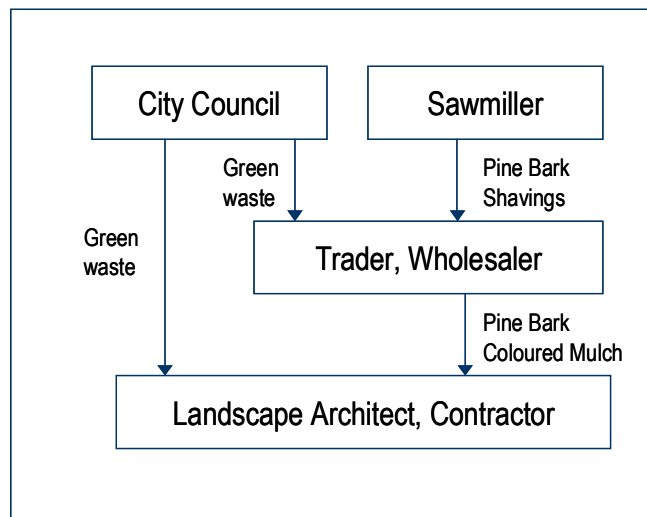 City Council
Sawmiller
Green
waste
Pine Bark
Shavings
Green
waste
Trader, Wholesaler
Pine Bark
Coloured Mulch
Landscape Architect, Contractor